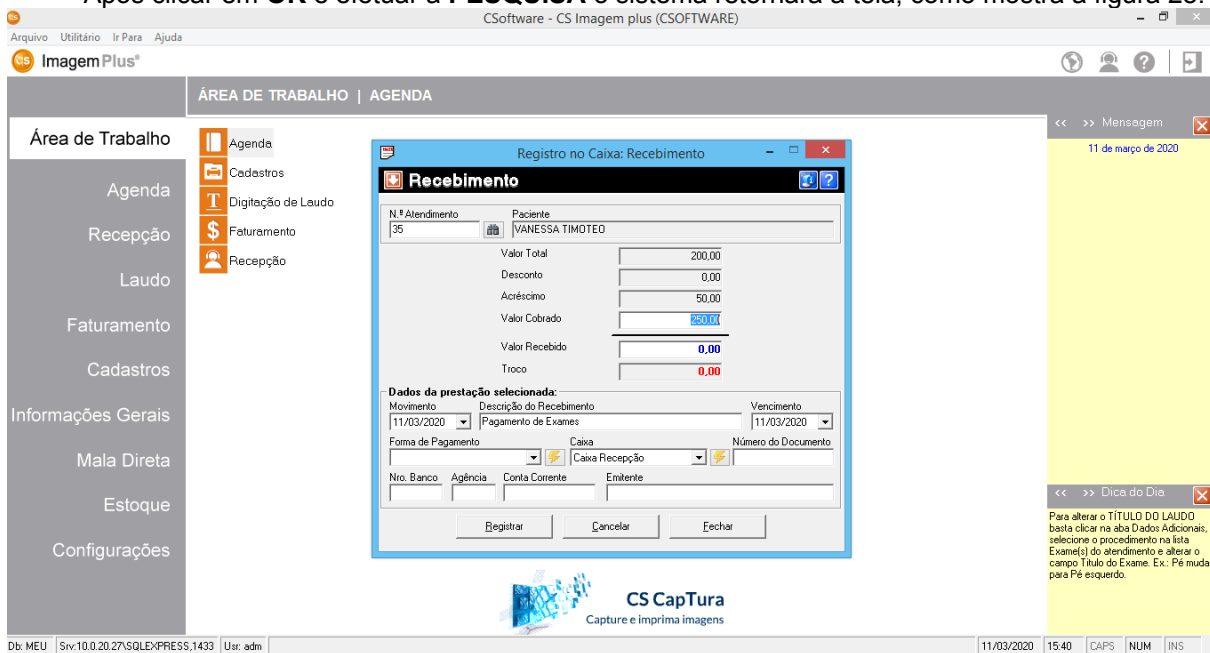 Após clicar em OK e efetuar a PESQUISA o sistema retornará a tela, como mostra a figura 25.
CSoftware - CS Imagem plus (CSOFTWARE)
Arquivo Utilitário Ir Para Ajuda
cs ImagemPlus®
ÁREA DE TRABALHO | AGENDA
<< >> Mensagem
11 de março de 2020
Área de Trabalho
Agenda
Recepção
Laudo
Faturamento
Cadastros
Informações Gerais
Mala Direta
Estoque
Configurações
Agenda
Cadastros
Digitação de Laudo
Faturamento
Recepção
Registro no Caixa: Recebimento
Recebimento
N.º Atendimento Paciente
35 VANESSA TIMOTEO
Valor Total 200,00
Desconto 0,00
Acréscimo 50,00
Valor Cobrado 250,00
Valor Recebido 0,00
Troco 0,00
Dados da prestação selecionada:
Movimento Descrição do Recebimento Vencimento
11/03/2020 Pagamento de Exames 11/03/2020
Forma de Pagamento Caixa Número do Documento
Caixa Recepção
Nro. Banco Agência Conta Corrente Emitente
Registrar Cancelar Fechar
CS CapTura
Capture e imprima imagens
<< >> Dica do Dia
Para alterar o TÍTULO DO LAUDO
basta clicar na aba Dados Adicionais,
selecione o procedimento na lista
Exame(s) do atendimento e alterar o
campo Titulo do Exame. Ex.: Pé muda
para Pé esquerdo.
Db: MEU Srv:10.0.20.27\SQLEXPRESS,1433 Usr: adm 11/03/2020 15:40 CAPS NUM INS